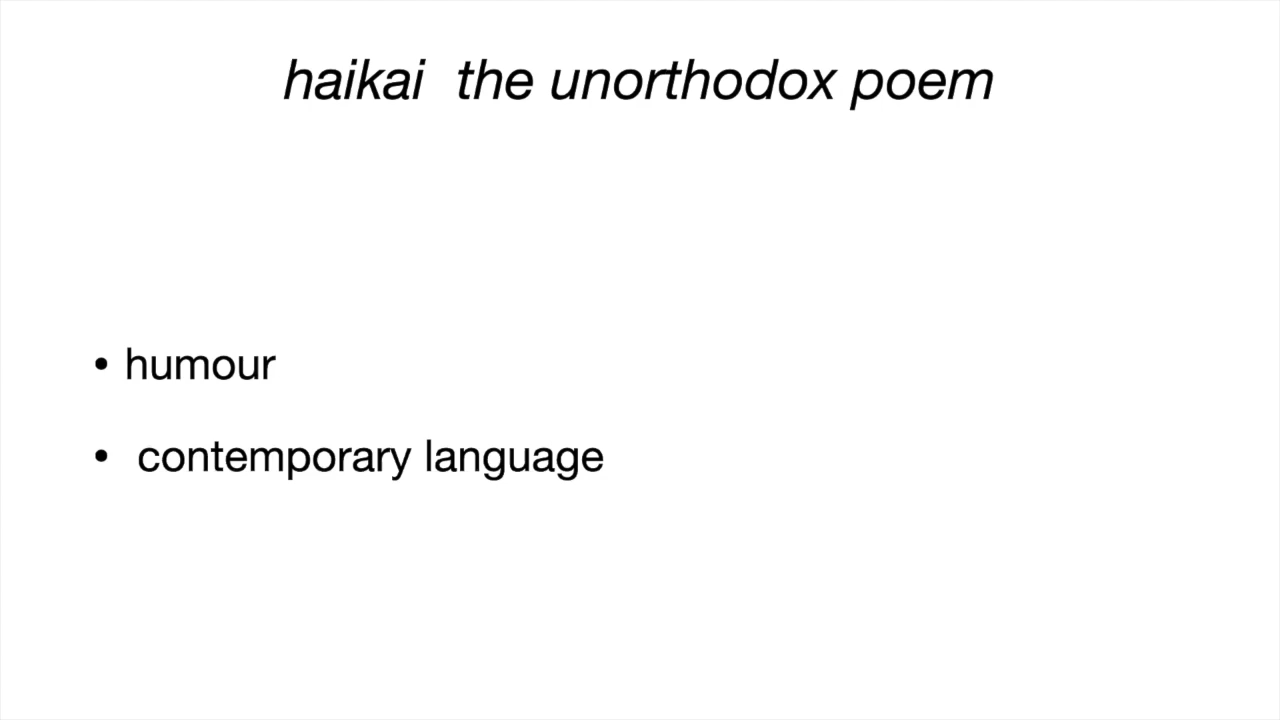 haikai  the unorthodox poem
• humour
•  contemporary language